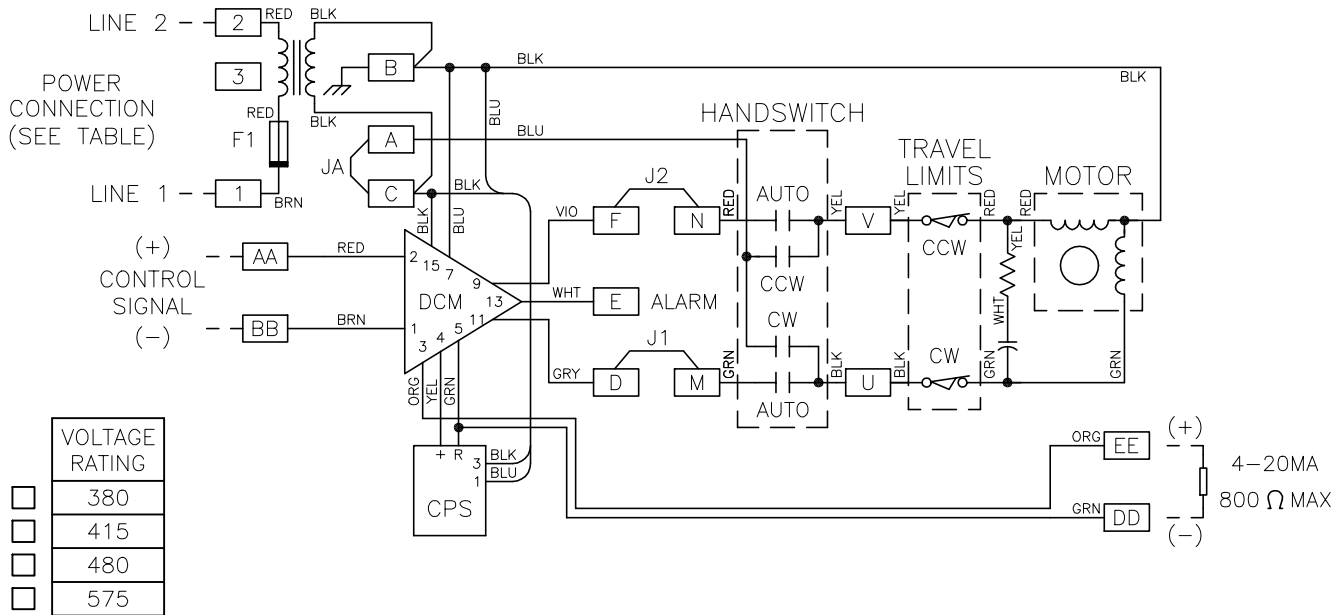 LINE 2
2
RED
BLK
POWER
CONNECTION
(SEE TABLE)
3
B
BLK
BLK
RED
BLK
F1
BLU
HANDSWITCH
A
BLU
JA
LINE 1
1
BRN
C
BLK
TRAVEL
LIMITS
MOTOR
J2
AUTO
VIO
F
N
RED
YEL
V
YEL
RED
RED
CCW
CCW
YEL
BLK
BLU
(+)
CONTROL
SIGNAL
(-)
AA
RED
BB
BRN
2
15
7
9
DCM
13
11
1
3
4
5
WHT
E
ALARM
CW
CW
WHT
J1
GRY
D
M
GRN
BLK
U
BLK
GRN
GRN
AUTO
ORG
YEL
GRN
+
R
3
BLK
1
BLU
CPS
ORG
EE
(+)
4-20MA
800 Ω MAX
GRN
DD
(-)
VOLTAGE
RATING
380
415
480
575